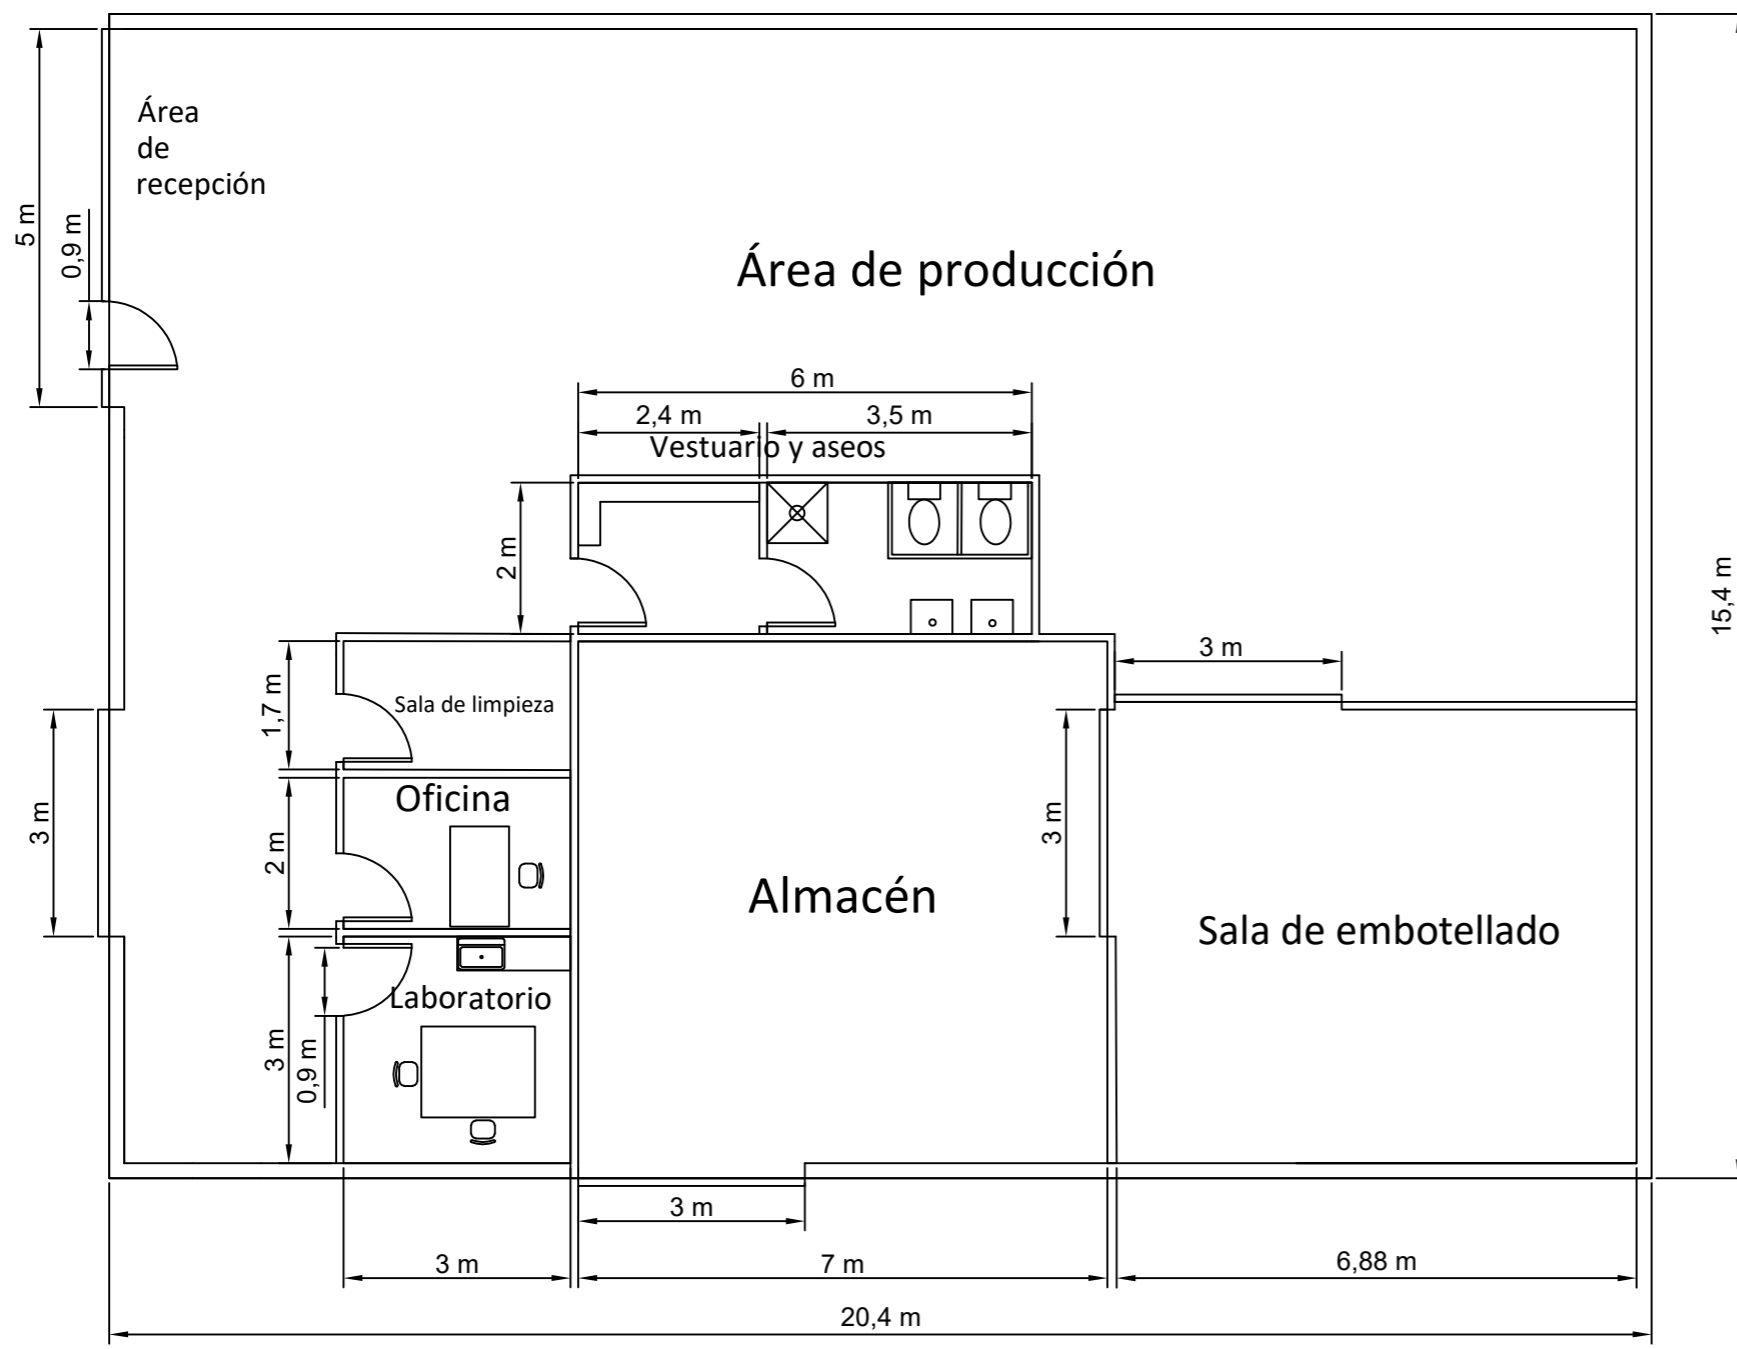 Área
de
recepción
5 m
0,9 m
Área de producción
6 m
2,4 m
3,5 m
Vestuario y aseos
2 m
15,4 m
3 m
1,7 m
Sala de limpieza
Oficina
3 m
2 m
3 m
Almacén
Sala de embotellado
Laboratorio
3 m
0,9 m
3 m
3 m
7 m
6,88 m
20,4 m